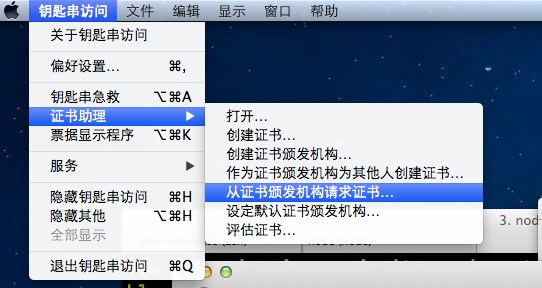 钥匙串访问 文件 编辑 显示 窗口 帮助
关于钥匙串访问
偏好设置… ⌘,
钥匙串急救 ⌥⌘A
证书助理 ▶
票据显示程序 ⌥⌘K
服务 ▶
隐藏钥匙串访问 ⌘H
隐藏其他 ⌥⌘H
全部显示
退出钥匙串访问 ⌘Q
打开…
创建证书…
创建证书颁发机构…
作为证书颁发机构为其他人创建证书…
从证书颁发机构请求证书…
设定默认证书颁发机构…
评估证书…
3. nod